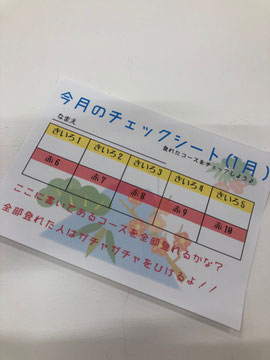 今月のチェックシート(1月)
なまえ
登れたコースをチェックしよう♪
きいろ1 きいろ2 きいろ3 きいろ4 きいろ5
赤6 赤7 赤8 赤9 赤10
ここに書いてあるコースを全部登れるかな？
全部登れた人はガチャガチャをひけるよ！！